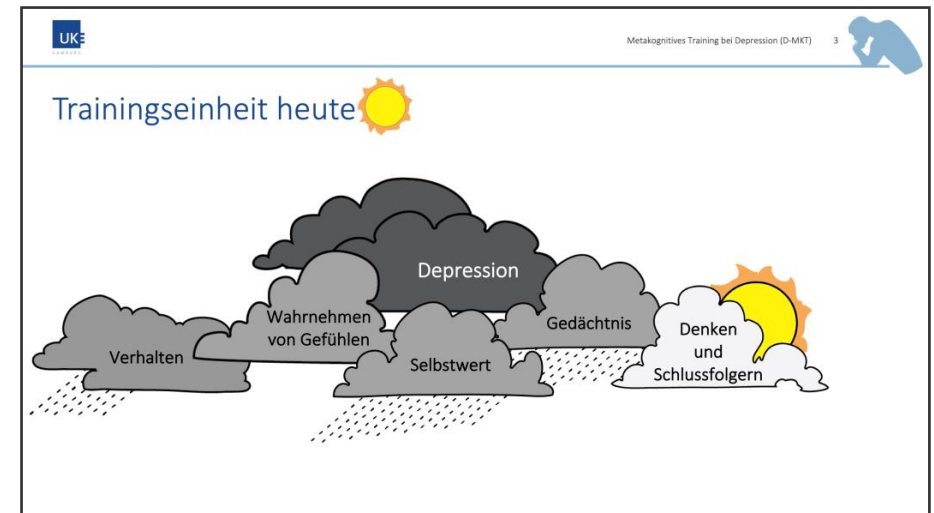 UKE
HAMBURG
Metakognitives Training bei Depression (D-MKT) 3
Trainingseinheit heute
Depression
Wahrnehmen
von Gefühlen
Gedächtnis
Denken
und
Schlussfolgern
Verhalten
Selbstwert